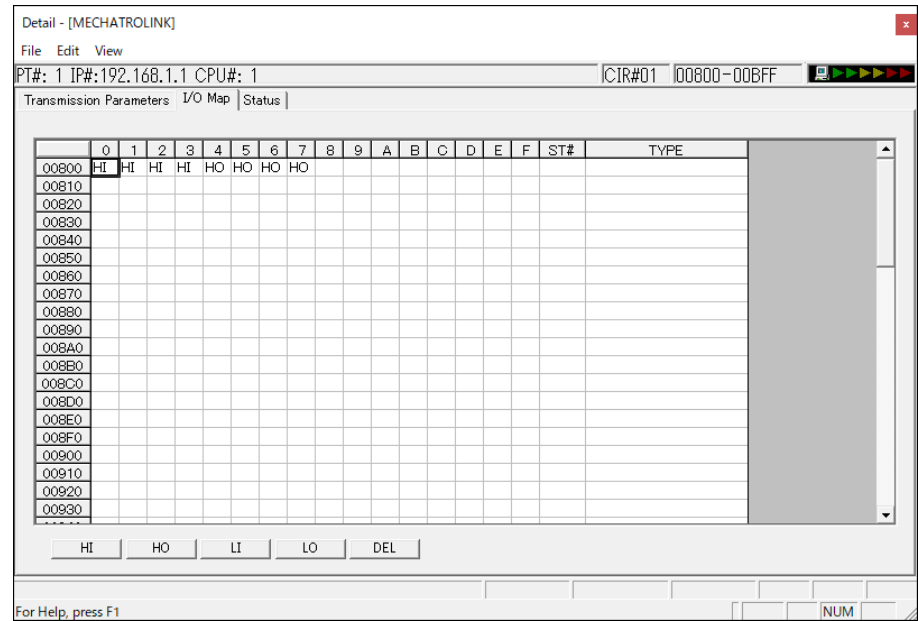 Detail - [MECHATROLINK]
x
File Edit View
PT#: 1 IP#:192.168.1.1 CPU#: 1 CIR#01 00800-00BFF
Transmission Parameters I/O Map Status
0 1 2 3 4 5 6 7 8 9 A B C D E F ST# TYPE
00800 HI HI HI HI HO HO HO HO
00810
00820
00830
00840
00850
00860
00870
00880
00890
008A0
008B0
008C0
008D0
008E0
008F0
00900
00910
00920
00930
HI HO LI LO DEL
For Help, press F1 NUM